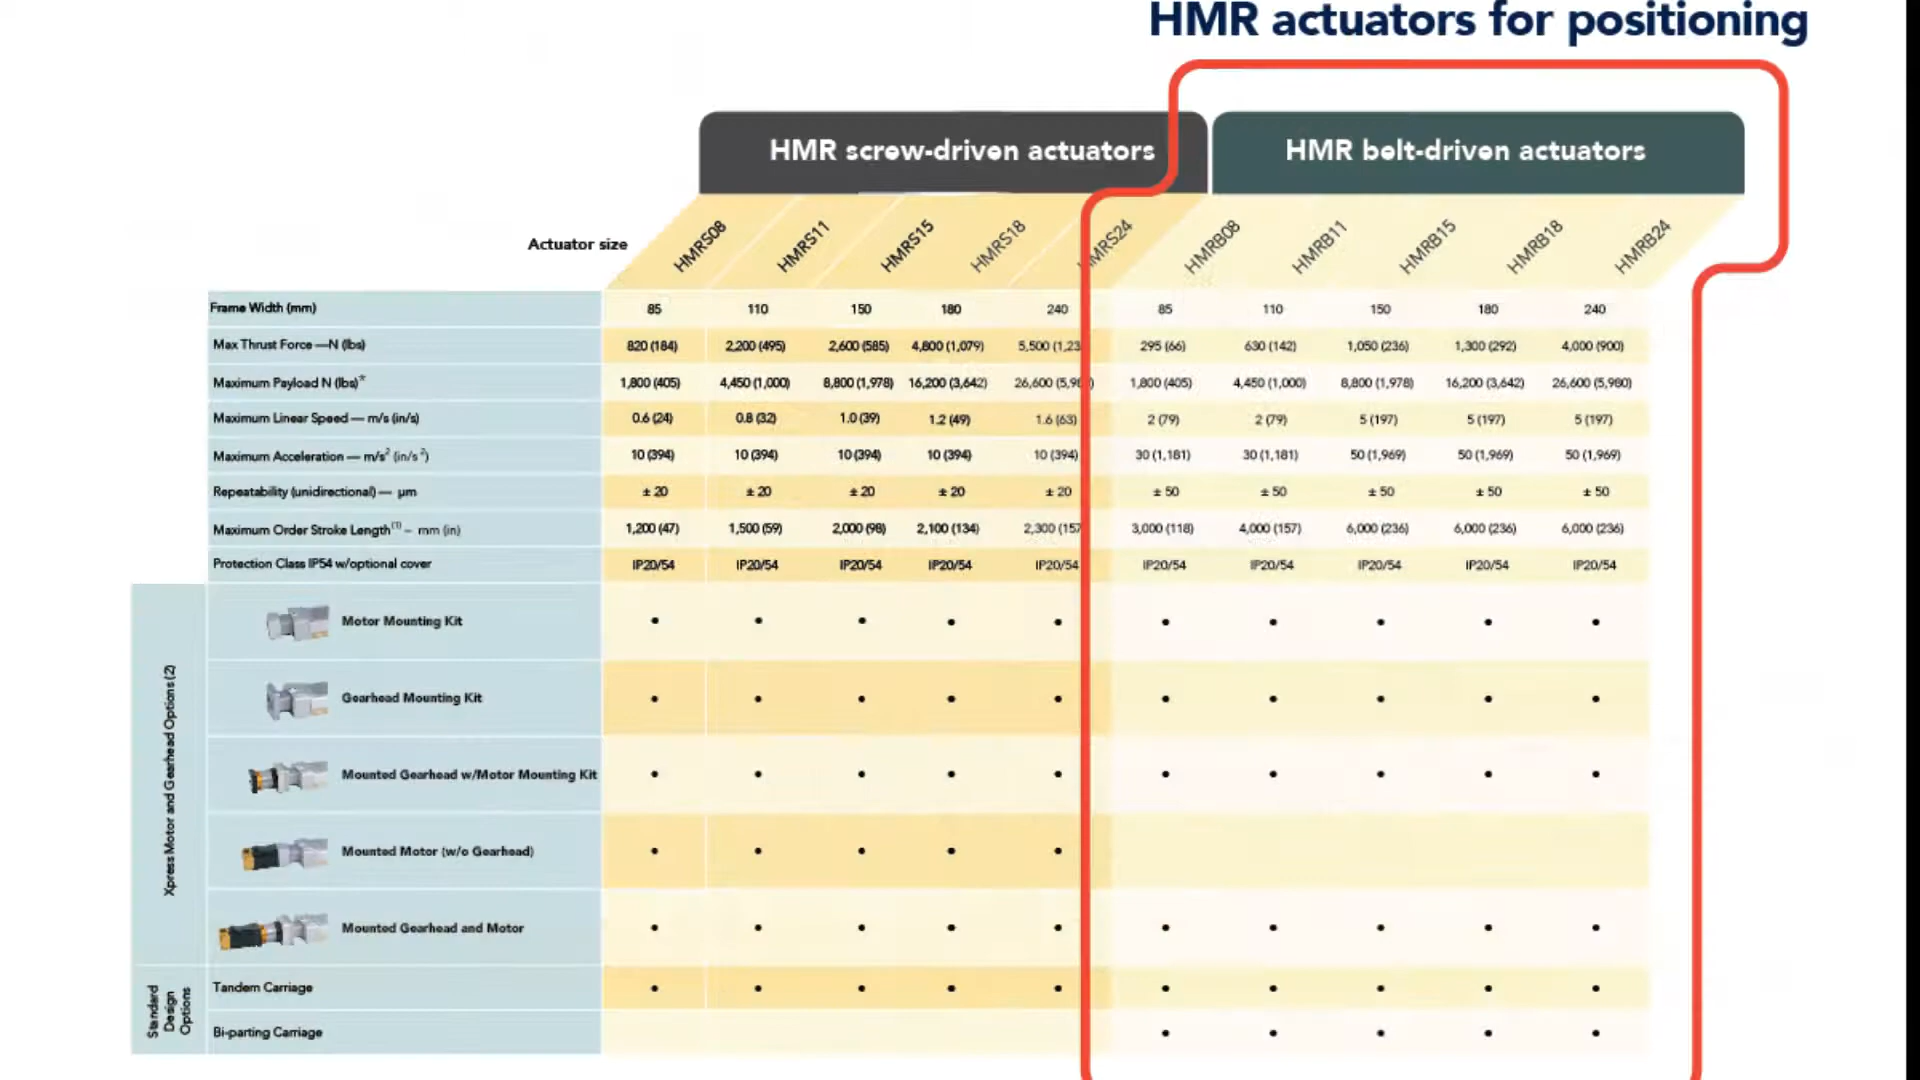 HMR actuators for positioning
HMR screw-driven actuators HMR belt-driven actuators
Actuator size HMRS08 HMRS11 HMRS15 HMRS18 HMRS24 HMRB08 HMRB11 HMRB15 HMRB18 HMRB24
Frame Width (mm) 85 110 150 180 240 85 110 150 180 240
Max Thrust Force —N (lbs) 820 (184) 2,200 (495) 2,600 (585) 4,800 (1,079) 5,500 (1,23 295 (66) 630 (142) 1,050 (236) 1,300 (292) 4,000 (900)
Maximum Payload N (lbs)* 1,800 (405) 4,450 (1,000) 8,800 (1,978) 16,200 (3,642) 26,600 1,800 (405) 4,450 (1,000) 8,800 (1,978) 16,200 (3,642) 26,600 (5,980)
Maximum Linear Speed — m/s (in/s) 0.6 (24) 0.8 (32) 1.0 (39) 1.2 (49) 1.6 (63) 2 (79) 2 (79) 5 (197) 5 (197) 5 (197)
Maximum Acceleration — m/s² (in/s ²) 10 (394) 10 (394) 10 (394) 10 (394) 10 (394) 30 (1,181) 30 (1,181) 50 (1,969) 50 (1,969) 50 (1,969)
Repeatability (unidirectional) — µm ± 20 ± 20 ± 20 ± 20 ± 20 ± 50 ± 50 ± 50 ± 50 ± 50
Maximum Order Stroke Length(1) – mm (in) 1,200 (47) 1,500 (59) 2,000 (98) 2,100 (134) 2,300 (157 3,000 (118) 4,000 (157) 6,000 (236) 6,000 (236) 6,000 (236)
Protection Class IP54 w/optional cover IP20/54 IP20/54 IP20/54 IP20/54 IP20/54 IP20/54 IP20/54 IP20/54 IP20/54 IP20/54
Xpress Motor and Gearhead Options (2)
Motor Mounting Kit • • • • • • • • • •
Gearhead Mounting Kit • • • • • • • • • •
Mounted Gearhead w/Motor Mounting Kit • • • • • • • • • •
Mounted Motor (w/o Gearhead) • • • • •
Mounted Gearhead and Motor • • • • • • • • • •
Standard
Design
Options
Tandem Carriage • • • • • • • • • •
Bi-parting Carriage • • • • •